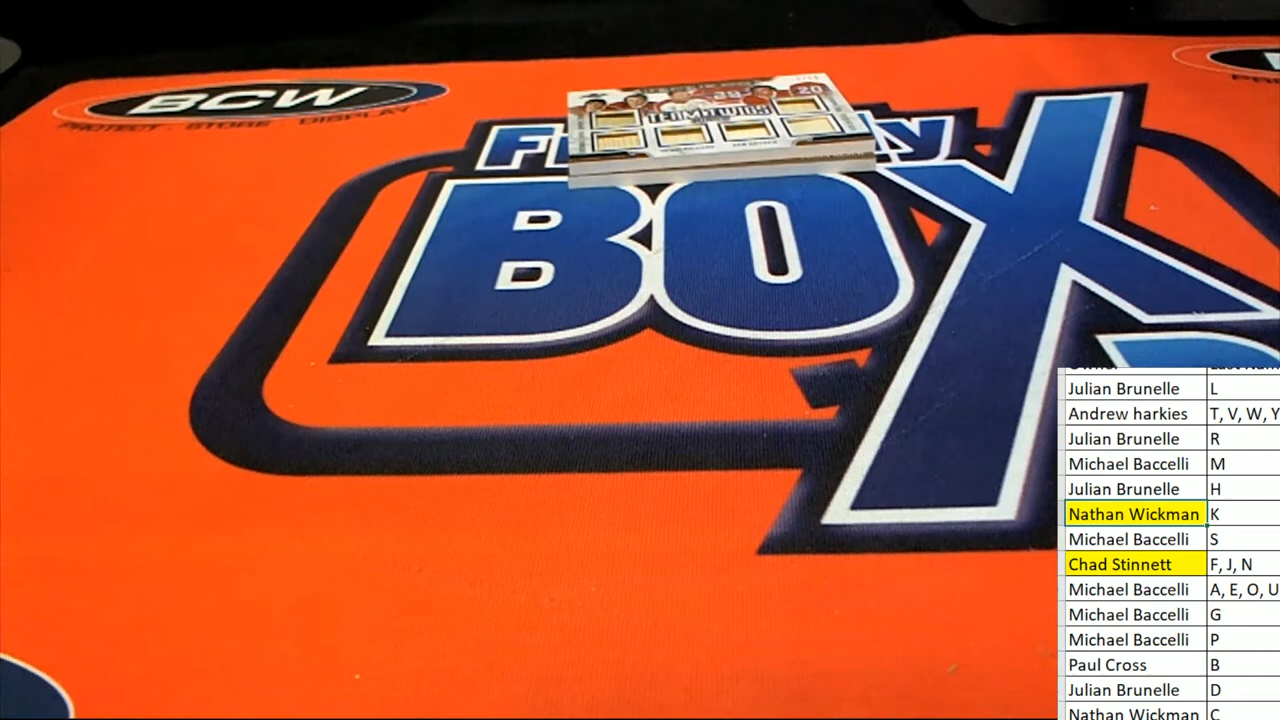 BCW
PROTECT . STORE . DISPLAY
20
BOX
Julian Brunelle L
Andrew harkies T, V, W, Y
Julian Brunelle R
Michael Baccelli M
Julian Brunelle H
Nathan Wickman K
Michael Baccelli S
Chad Stinnett F, J, N
Michael Baccelli A, E, O, U
Michael Baccelli G
Michael Baccelli P
Paul Cross B
Julian Brunelle D
Nathan Wickman C